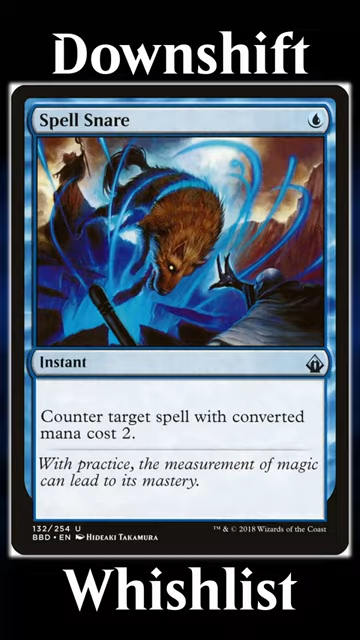 Downshift
Spell Snare
Instant
Counter target spell with converted
mana cost 2.
With practice, the measurement of magic
can lead to its mastery.
132/254 U
BBD • EN HIDEAKI TAKAMURA
™ & © 2018 Wizards of the Coast
Whishlist